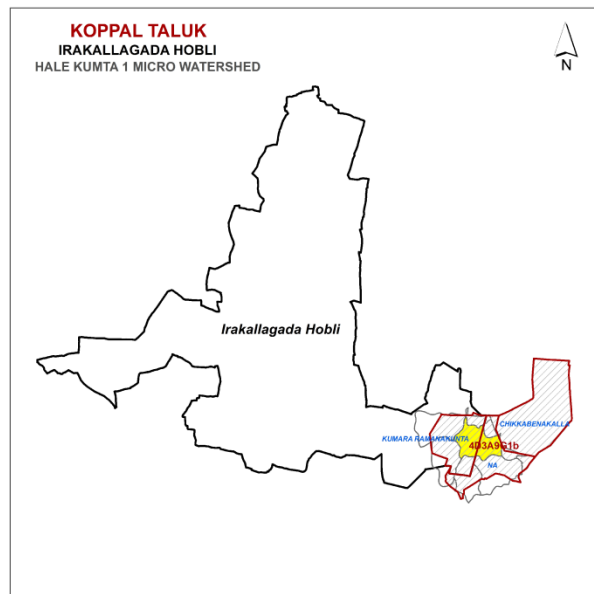 KOPPAL TALUK
IRAKALLAGADA HOBLI
HALE KUMTA 1 MICRO WATERSHED
N
Irakallagada Hobli
CHIKKABENAKALLA
KUMARA RAMANAKUNTA
4D3A9G1b
NA